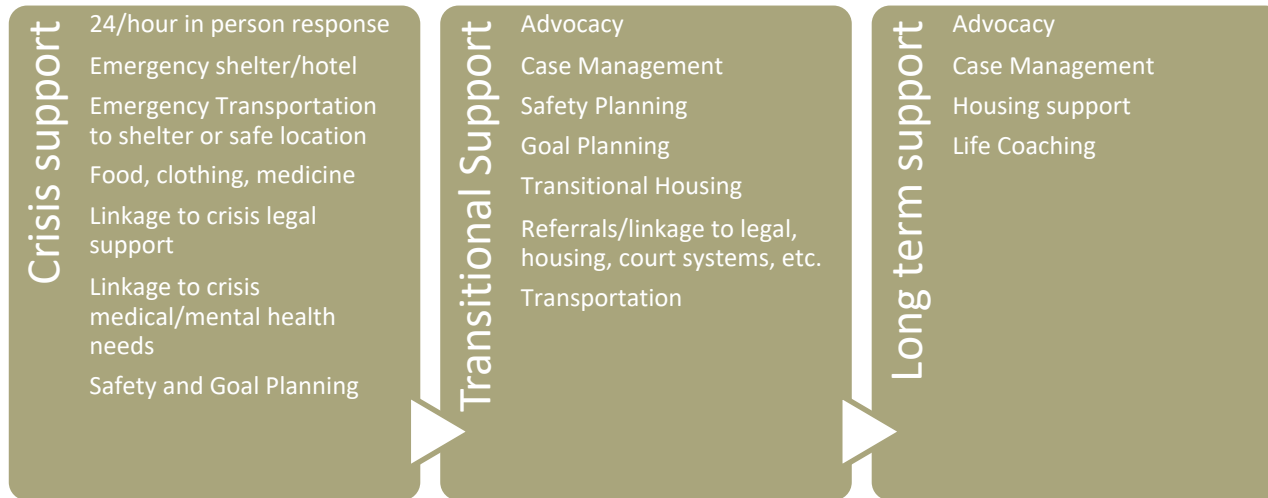 Crisis support
24/hour in person response
Emergency shelter/hotel
Emergency Transportation
to shelter or safe location
Food, clothing, medicine
Linkage to crisis legal
support
Linkage to crisis
medical/mental health
needs
Safety and Goal Planning
Transitional Support
Advocacy
Case Management
Safety Planning
Goal Planning
Transitional Housing
Referrals/linkage to legal,
housing, court systems, etc.
Transportation
Long term support
Advocacy
Case Management
Housing support
Life Coaching